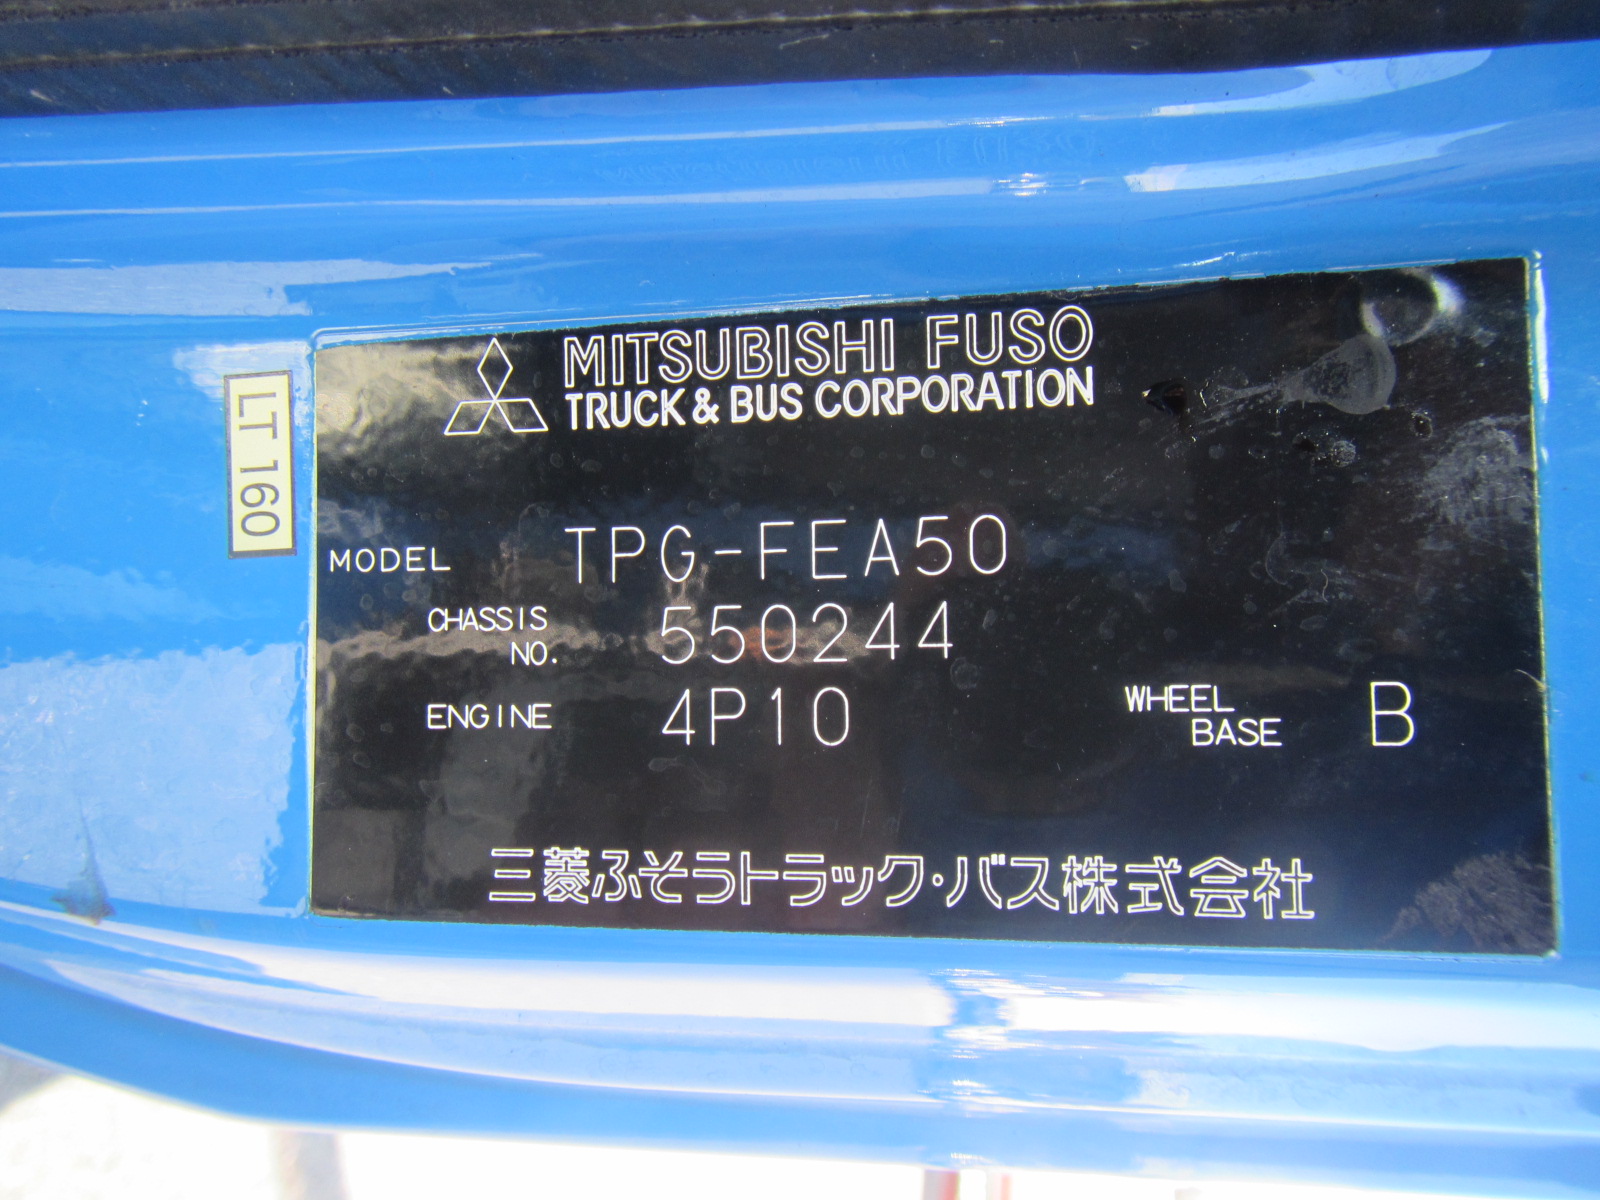 MITSUBISHI FUSO
TRUCK & BUS CORPORATION
LT 160
MODEL TPG-FEA50
CHASSIS NO. 550244
ENGINE 4P10
WHEEL BASE B
三菱ふそうトラック・バス株式会社